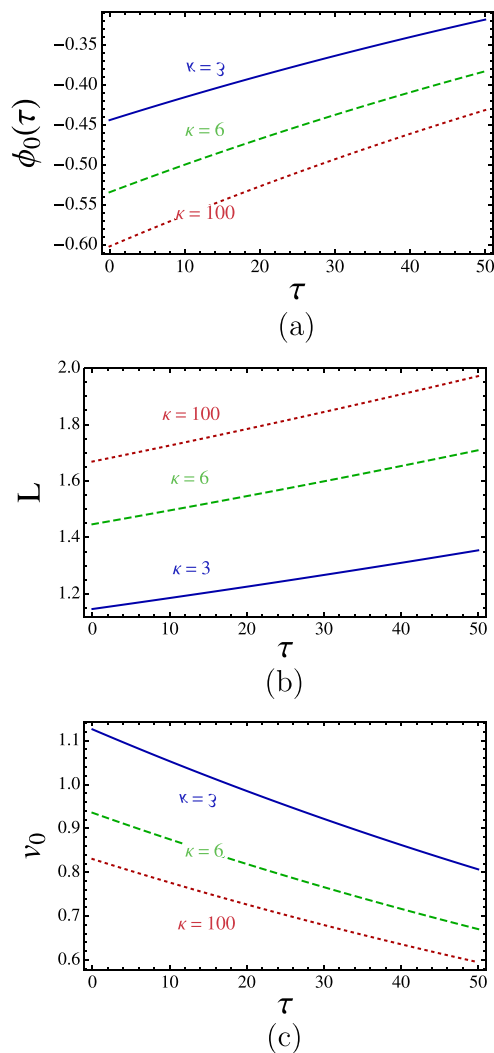 −0.35
−0.40
−0.45
−0.50
−0.55
−0.60
ϕ₀(τ)
κ = 3
κ = 6
κ = 100
0 10 20 30 40 50
τ
(a)
2.0
1.8
1.6
1.4
1.2
L
κ = 100
κ = 6
κ = 3
0 10 20 30 40 50
τ
(b)
1.1
1.0
0.9
0.8
0.7
0.6
v₀
κ = 3
κ = 6
κ = 100
0 10 20 30 40 50
τ
(c)